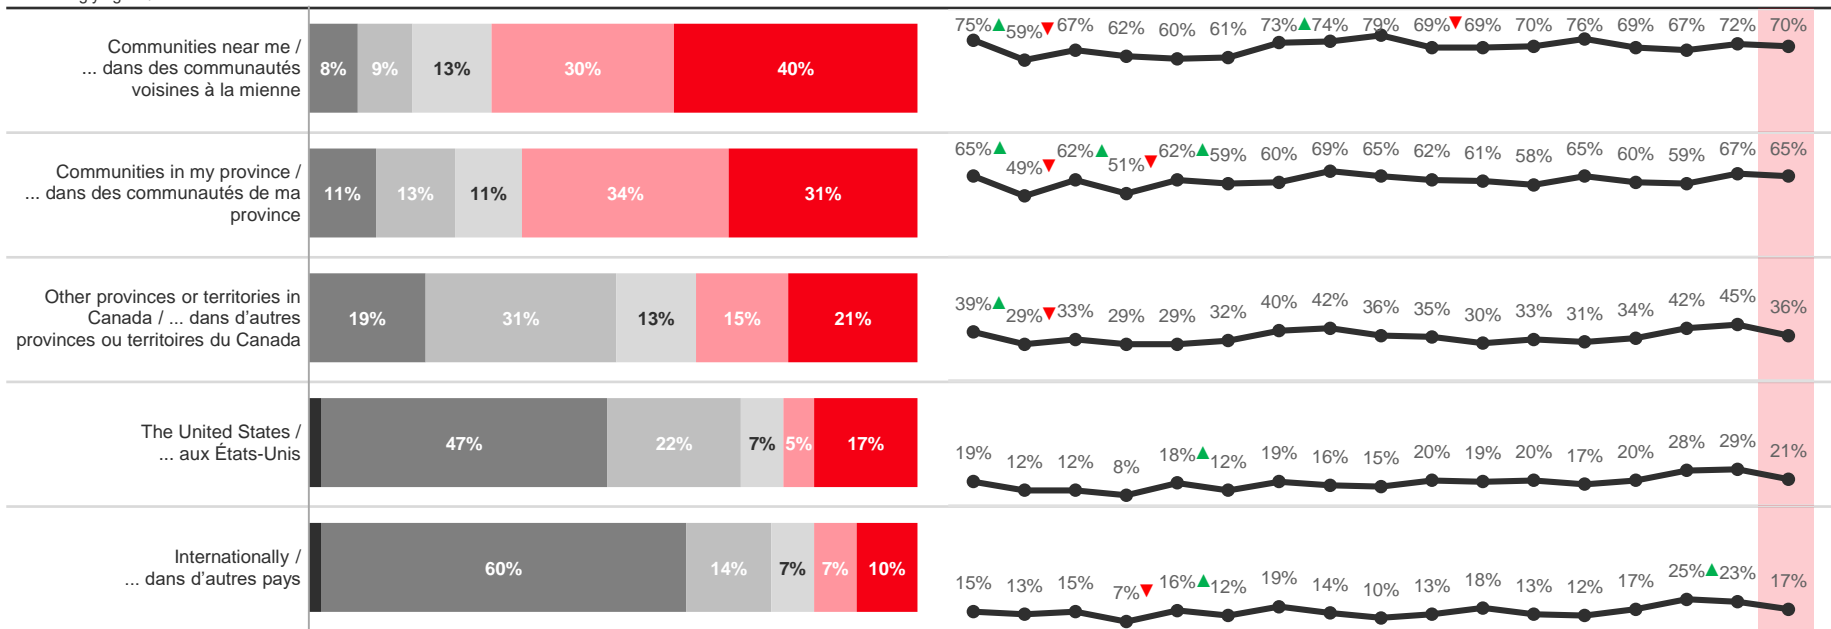 75% 59% 67% 62% 60% 61% 73% 74% 79% 69% 69% 70% 76% 69% 67% 72% 70%
Communities near me /
... dans des communautés
voisines à la mienne
8% 9% 13% 30% 40%
65% 49% 62% 51% 62% 59% 60% 69% 65% 62% 61% 58% 65% 60% 59% 67% 65%
Communities in my province /
... dans des communautés de ma
province
11% 13% 11% 34% 31%
39% 29% 33% 29% 29% 32% 40% 42% 36% 35% 30% 33% 31% 34% 42% 45% 36%
Other provinces or territories in
Canada / ... dans d'autres
provinces ou territoires du Canada
19% 31% 13% 15% 21%
The United States /
... aux États-Unis
47% 22% 7% 5% 17%
19% 12% 12% 8% 18% 12% 19% 16% 15% 20% 19% 20% 17% 20% 28% 29% 21%
Internationally /
... dans d'autres pays
60% 14% 7% 7% 10%
15% 13% 15% 7% 16% 12% 19% 14% 10% 13% 18% 13% 12% 17% 25% 23% 17%